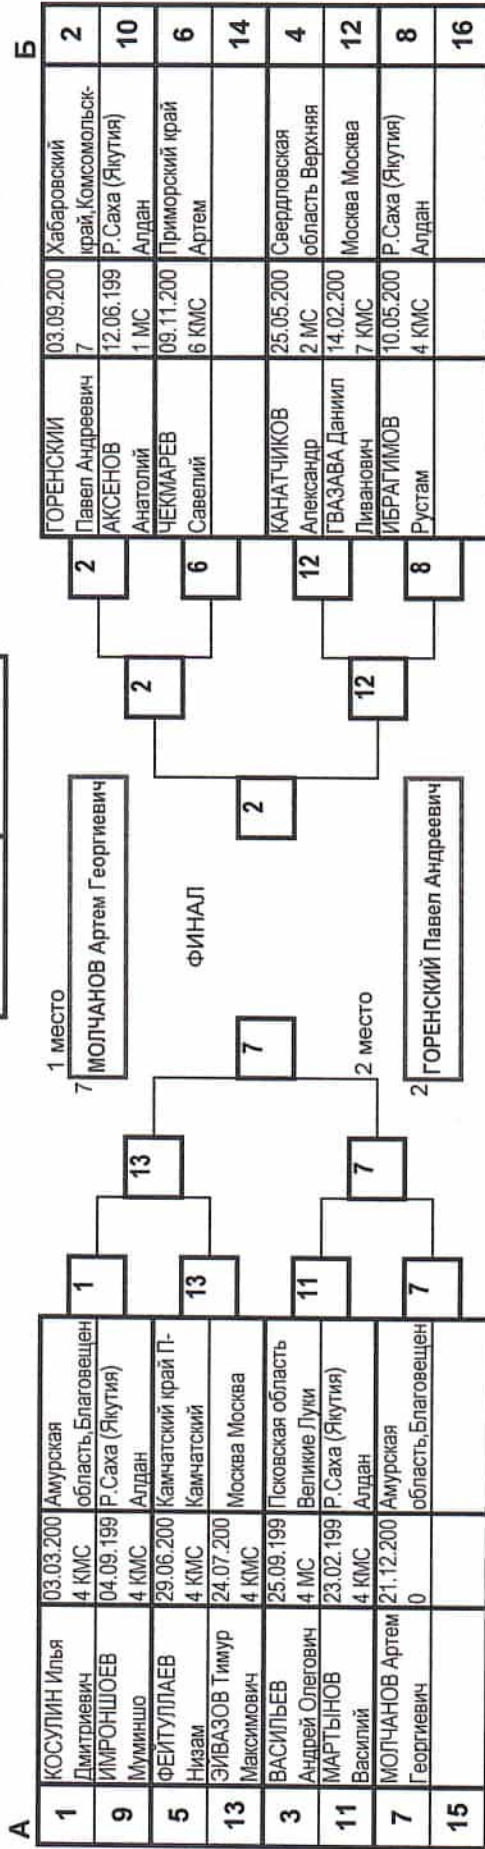 А
1
КОСУЛИН Илья
Дмитриевич
03.03.200
4 КМС
Амурская
область,Благовещен
9
ИМРОНШОЕВ
Муминшо
04.09.199
4 КМС
Р.Саха (Якутия)
Алдан
5
ФЕЙТУЛЛАЕВ
Низам
29.06.200
4 КМС
Камчатский край П-
Камчатский
13
ЭЙВАЗОВ Тимур
Максимович
24.07.200
4 КМС
Москва Москва
3
ВАСИЛЬЕВ
Андрей Олегович
25.09.199
4 МС
Псковская область
Великие Луки
11
МАРТЫНОВ
Василий
23.02.199
4 КМС
Р.Саха (Якутия)
Алдан
7
МОЛЧАНОВ Артем
Георгиевич
21.12.200
0
Амурская
область,Благовещен
15
1
13
11
7
13
7
7
1 место
7
МОЛЧАНОВ Артем Георгиевич
ФИНАЛ
2 место
2
ГОРЕНСКИЙ Павел Андреевич
2
2
12
2
6
12
8
Б
ГОРЕНСКИЙ
Павел Андреевич
03.09.200
7
Хабаровский
край,Комсомольск-
2
АКСЕНОВ
Анатолий
12.06.199
1 МС
Р.Саха (Якутия)
Алдан
10
ЧЕКМАРЕВ
Савелий
09.11.200
6 КМС
Приморский край
Артем
6
14
КАНАТЧИКОВ
Александр
25.05.200
2 МС
Свердловская
область Верхняя
4
ГВАЗАВА Даниил
Ливанович
14.02.200
7 КМС
Москва Москва
12
ИБРАГИМОВ
Рустам
10.05.200
4 КМС
Р.Саха (Якутия)
Алдан
8
16